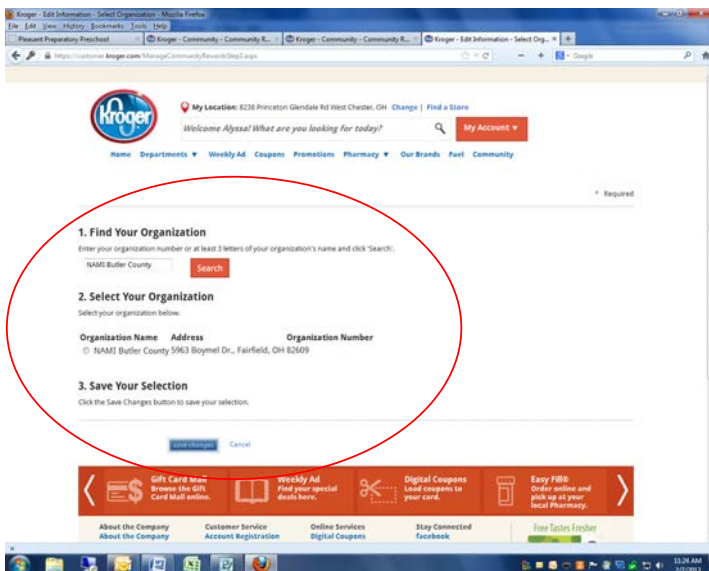 Kroger - Edit Information - Select Organization - Mozilla Firefox
File Edit View History Bookmarks Tools Help
Pleasant Preparatory Preschool Kroger - Community - Community R... Kroger - Community - Community R... Kroger - Edit Information - Select Org...
https://customer.kroger.com/ManageCommunityRewardsStep3.aspx Google
Kroger
My Location: 8238 Princeton Glendale Rd West Chester, OH Change | Find a Store
Welcome Alyssa! What are you looking for today? My Account
Home Departments Weekly Ad Coupons Promotions Pharmacy Our Brands Fuel Community
* Required
1. Find Your Organization
Enter your organization number or at least 3 letters of your organization's name and click 'Search'.
NAMI Butler County Search
2. Select Your Organization
Select your organization below.
Organization Name Address Organization Number
NAMI Butler County 5963 Boymel Dr., Fairfield, OH 82609
3. Save Your Selection
Click the Save Changes button to save your selection.
save changes Cancel
Gift Card Mall Weekly Ad Digital Coupons Easy Fill®
Browse the Gift Find your special Load coupons to Order online and
Card Mall online. deals here. your card. pick up at your
local Pharmacy.
About the Company Customer Service Online Services Stay Connected Free Tastes Fresher
About the Company Account Registration Digital Coupons facebook
11:24 AM